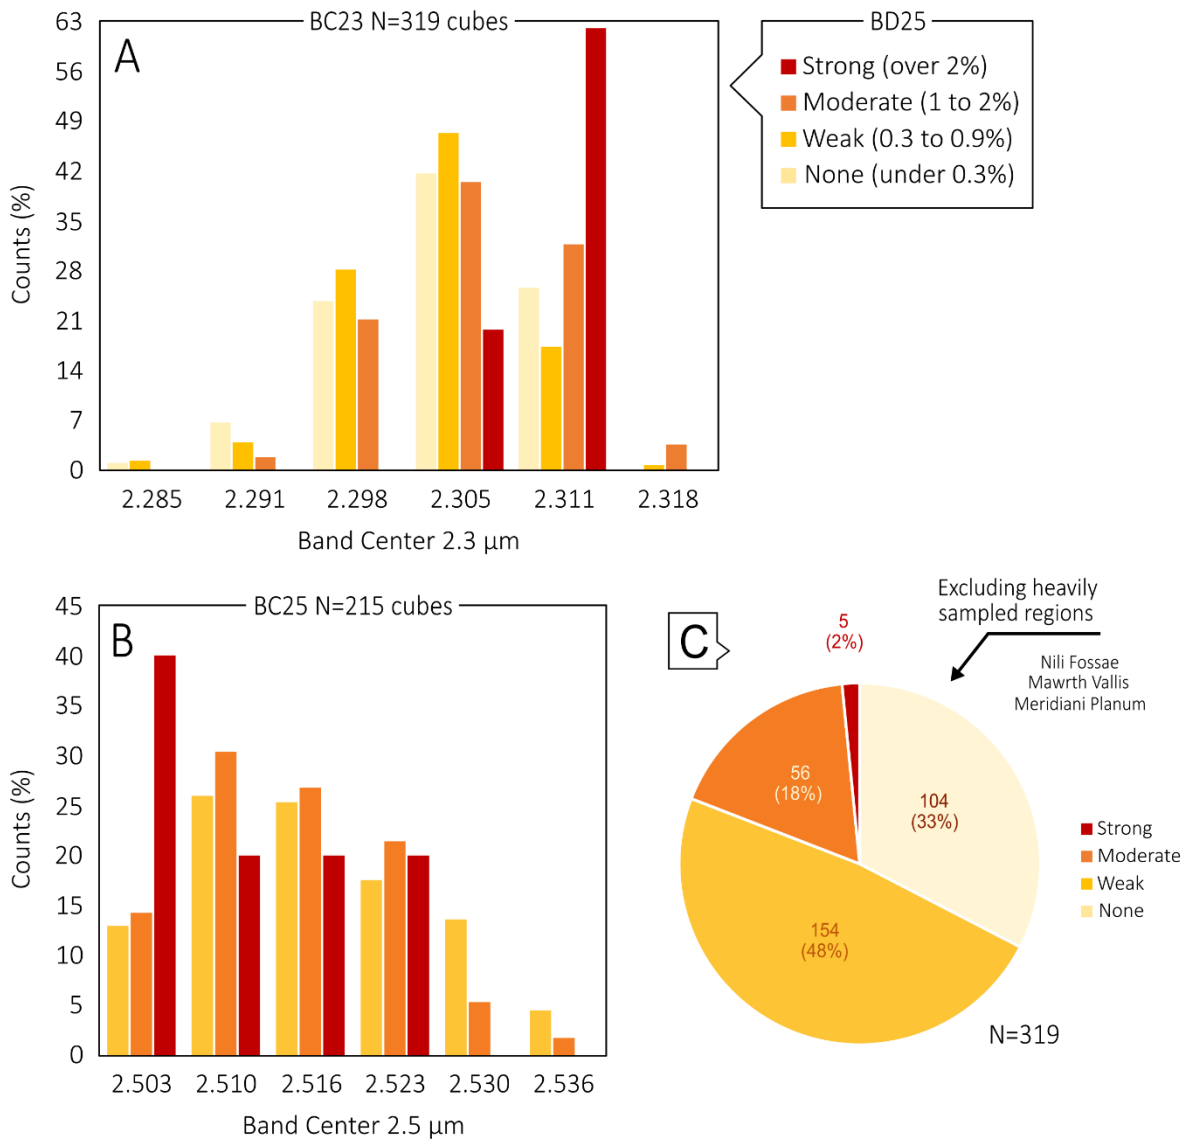 BC23 N=319 cubes
A
63
56
49
42
35
28
21
14
7
0
Counts (%)
2.285 2.291 2.298 2.305 2.311 2.318
Band Center 2.3 µm
BD25
Strong (over 2%)
Moderate (1 to 2%)
Weak (0.3 to 0.9%)
None (under 0.3%)
BC25 N=215 cubes
B
45
40
35
30
25
20
15
10
5
0
Counts (%)
2.503 2.510 2.516 2.523 2.530 2.536
Band Center 2.5 µm
C
Excluding heavily
sampled regions
Nili Fossae
Mawrth Vallis
Meridiani Planum
5
(2%)
56
(18%)
104
(33%)
154
(48%)
Strong
Moderate
Weak
None
N=319